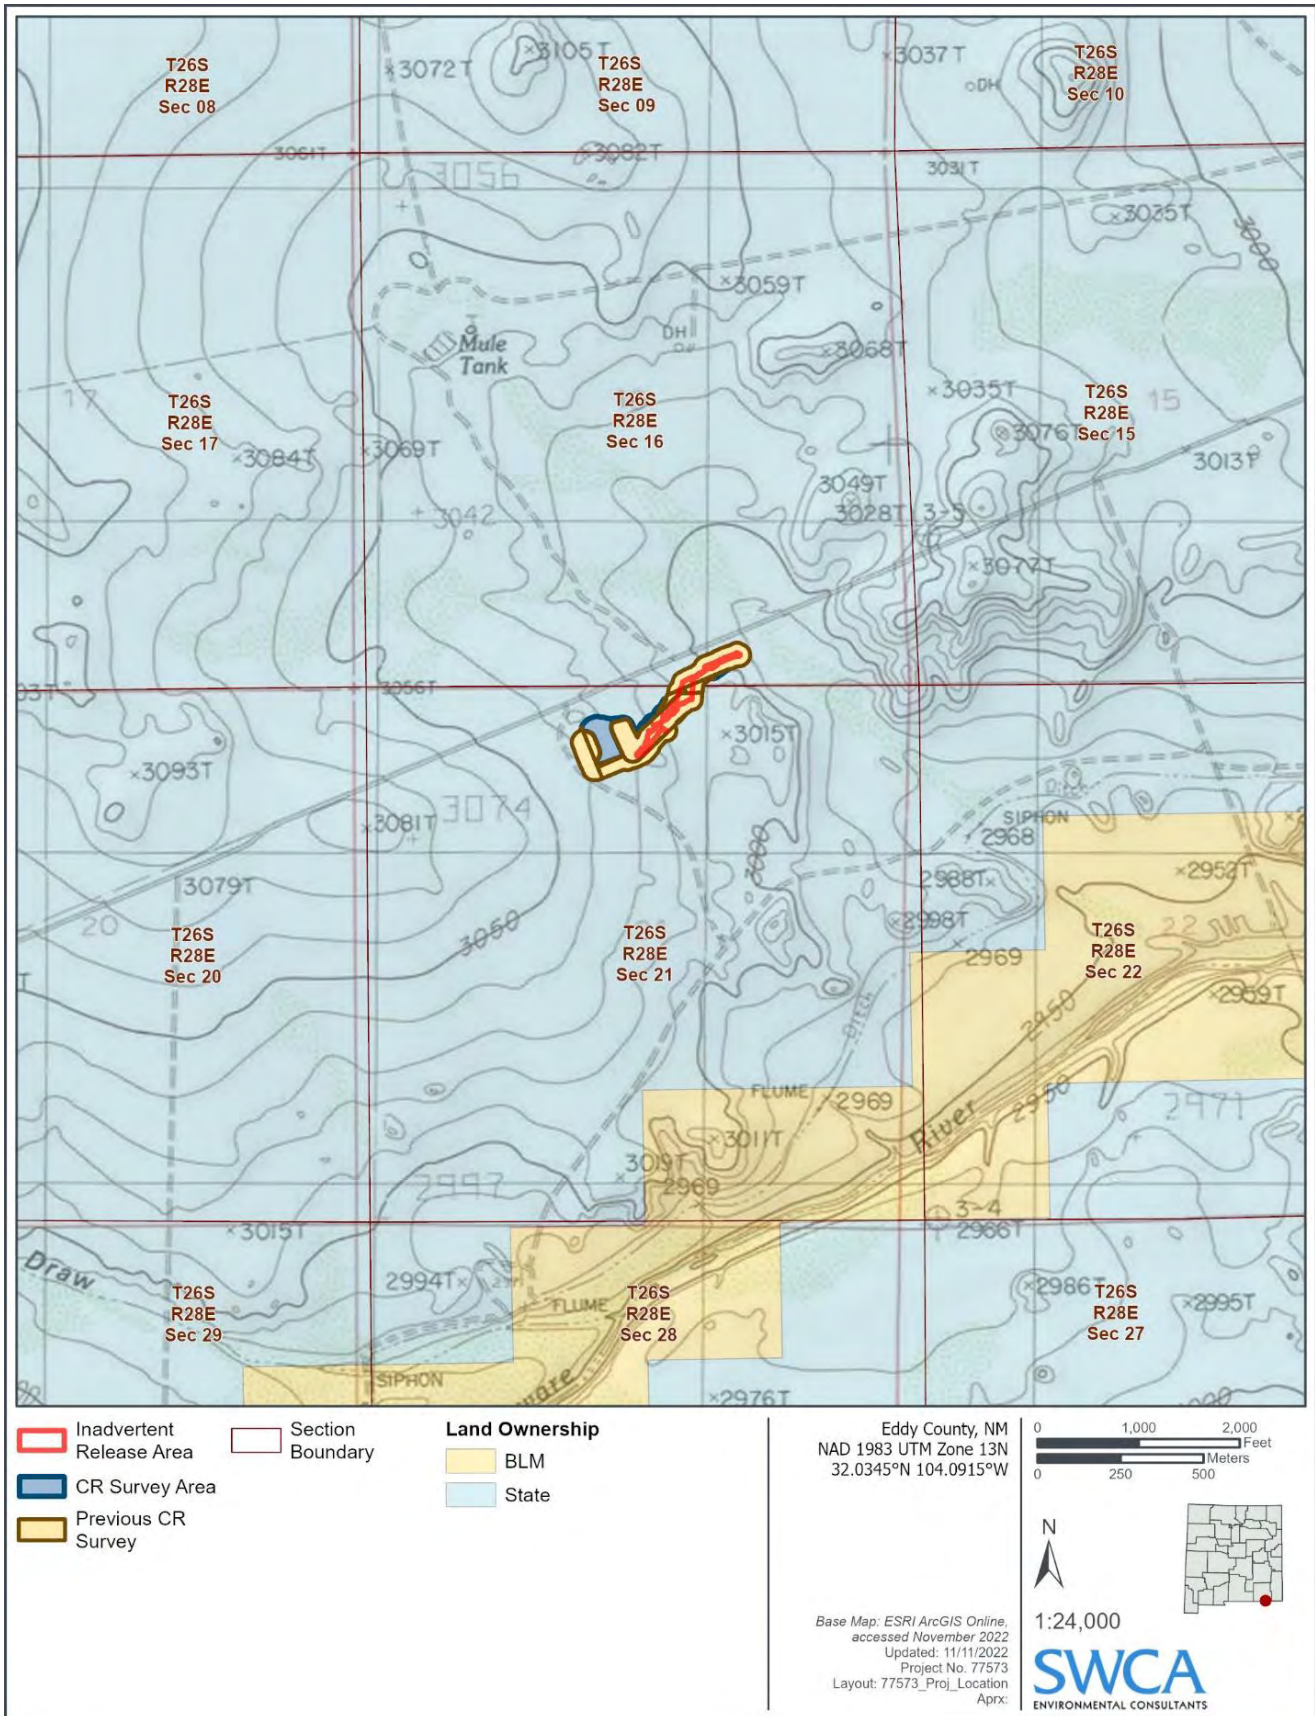 T26S
R28E
Sec 08
×3072T
×3105T
T26S
R28E
Sec 09
×3037T
DH
T26S
R28E
Sec 10
3061T
3082T
3031T
3056
×3035T
3000
×3059T
DH
Mule
Tank
×3068T
17
T26S
R28E
Sec 17
×3084T
×3069T
T26S
R28E
Sec 16
×3035T
T26S
R28E
Sec 15
15
×3076T
×3013T
3049T
3028T 3-5
+3042
×3077T
3056T
×3015T
×3093T
3074
×3081T
3000
SIPHON
2968
3079T
2988T×
×2952T
20
T26S
R28E
Sec 20
3050
T26S
R28E
Sec 21
×2998T
2969
T26S
R28E
Sec 22
22
×2959T
2950
DITCH
FLUME
×2969
2950
2971
River
×3011T
3019T
2969
2997
×3015T
3-4
2966T
Draw
2994T×
T26S
R28E
Sec 29
FLUME
T26S
R28E
Sec 28
×2986T
T26S
R28E
Sec 27
×2995T
SIPHON
×2976T
Inadvertent
Release Area
CR Survey Area
Previous CR
Survey
Section
Boundary
Land Ownership
BLM
State
Eddy County, NM
NAD 1983 UTM Zone 13N
32.0345°N 104.0915°W
Base Map: ESRI ArcGIS Online,
accessed November 2022
Updated: 11/11/2022
Project No. 77573
Layout: 77573_Proj_Location
Aprx:
0 1,000 2,000
Feet
Meters
0 250 500
N
1:24,000
SWCA
ENVIRONMENTAL CONSULTANTS